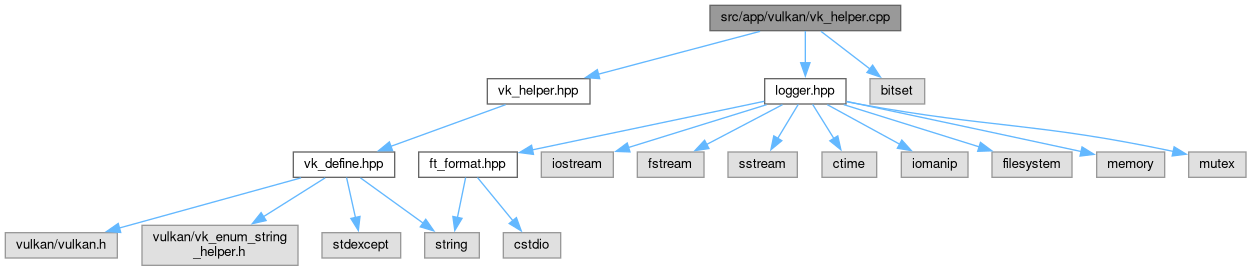 src/app/vulkan/vk_helper.cpp
vk_helper.hpp
logger.hpp
bitset
vk_define.hpp
ft_format.hpp
iostream
fstream
sstream
ctime
iomanip
filesystem
memory
mutex
vulkan/vulkan.h
vulkan/vk_enum_string
_helper.h
stdexcept
string
cstdio